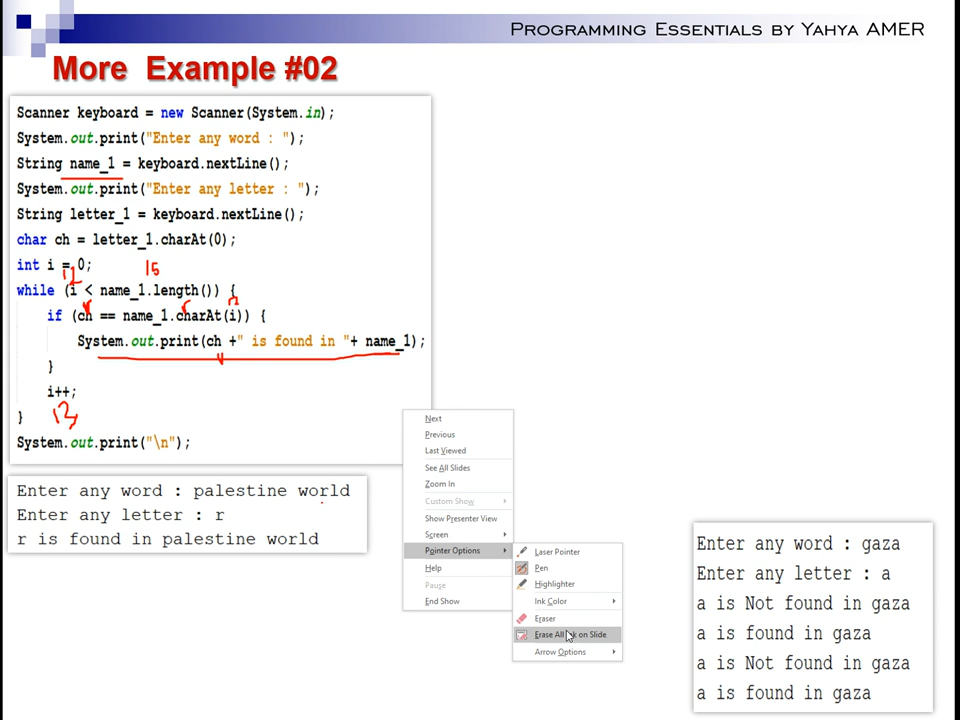 Programming Essentials by Yahya AMER
More Example #02
Scanner keyboard = new Scanner(System.in);
System.out.print("Enter any word : ");
String name_1 = keyboard.nextLine();
System.out.print("Enter any letter : ");
String letter_1 = keyboard.nextLine();
char ch = letter_1.charAt(0);
int i = 0;
12 15
while (i < name_1.length()) {
r r
if (ch == name_1.charAt(i)) {
System.out.print(ch +" is found in "+ name_1);
}
i++;
}
13
System.out.print("\n");
Enter any word : palestine world
Enter any letter : r
r is found in palestine world
Next
Previous
Last Viewed
See All Slides
Zoom In
Custom Show
Show Presenter View
Screen
Pointer Options
Help
Pause
End Show
Laser Pointer
Pen
Highlighter
Ink Color
Eraser
Erase All Ink on Slide
Arrow Options
Enter any word : gaza
Enter any letter : a
a is Not found in gaza
a is found in gaza
a is Not found in gaza
a is found in gaza